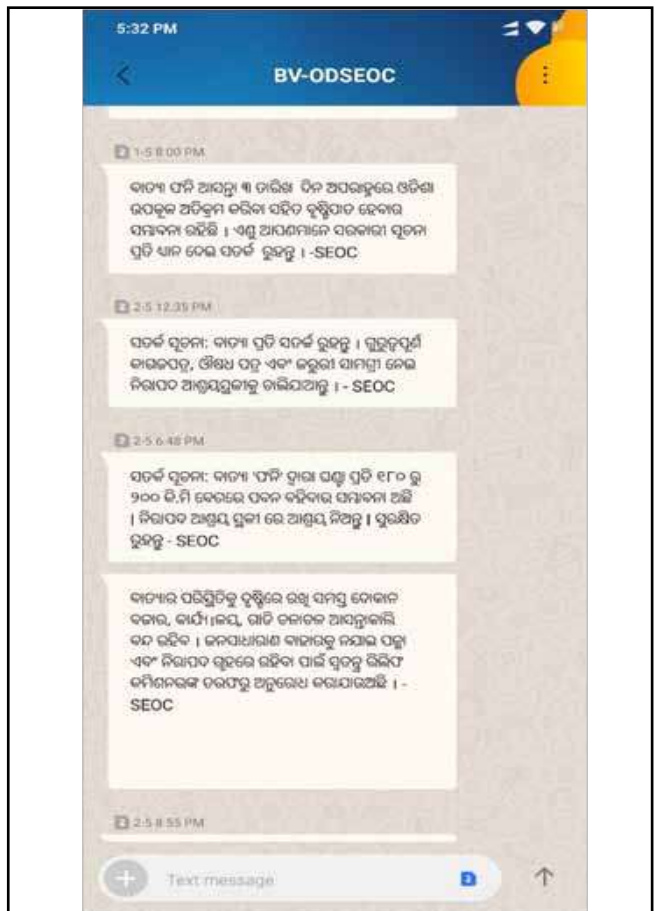 5:32 PM
BV-ODSEOC
1-5 8:00 PM
ବାତ୍ୟା ଫନି ଆସନ୍ତା ୩ ତାରିଖ ଦିନ ଅପରାହ୍ନରେ ଓଡିଶା
ଉପକୂଳ ଅତିକ୍ରମ କରିବା ସହିତ ବୃଷ୍ଟିପାତ ହେବାର
ସମ୍ଭାବନା ରହିଛି । ଏଣୁ ଆପଣମାନେ ସରକାରୀ ସୂଚନା
ପ୍ରତି ଧ୍ୟାନ ଦେଇ ସତର୍କ ରୁହନ୍ତୁ । -SEOC
2-5 12:35 PM
ସତର୍କ ସୂଚନା: ବାତ୍ୟା ପ୍ରତି ସତର୍କ ରୁହନ୍ତୁ । ଗୁରୁତ୍ୱପୂର୍ଣ
କାଗଜପତ୍ର, ଔଷଧ ପତ୍ର ଏବଂ ଜରୁରୀ ସାମଗ୍ରୀ ନେଇ
ନିରାପଦ ଆଶ୍ରୟସ୍ଥଳୀକୁ ଚାଲିଯାଆନ୍ତୁ । - SEOC
2-5 6:48 PM
ସତର୍କ ସୂଚନା: ବାତ୍ୟା 'ଫନି' ଦ୍ୱାରା ଘଣ୍ଟା ପ୍ରତି ୧୮୦ ରୁ
୨୦୦ କି.ମି ବେଗରେ ପବନ ବହିବାର ସମ୍ଭାବନା ଅଛି
। ନିରାପଦ ଆଶ୍ରୟ ସ୍ଥଳୀ ରେ ଆଶ୍ରୟ ନିଅନ୍ତୁ । ସୁରକ୍ଷିତ
ରୁହନ୍ତୁ - SEOC
ବାତ୍ୟାର ପରିସ୍ଥିତିକୁ ଦୃଷ୍ଟିରେ ରଖି ସମସ୍ତ ଦୋକାନ
ବଜାର, କାର୍ଯ୍ୟାଳୟ, ଗାଡି ଚଳାଚଳ ଆସନ୍ତାକାଲି
ବନ୍ଦ ରହିବ । ଜନସାଧାରାଣ ବାହାରକୁ ନଯାଇ ପକ୍କା
ଏବଂ ନିରାପଦ ଗୃହରେ ରହିବା ପାଇଁ ସ୍ୱତନ୍ତ୍ର ରିଲିଫ
କମିଶନରଙ୍କ ତରଫରୁ ଅନୁରୋଧ କରାଯାଉଅଛି । -
SEOC
2-5 8:55 PM
Text message